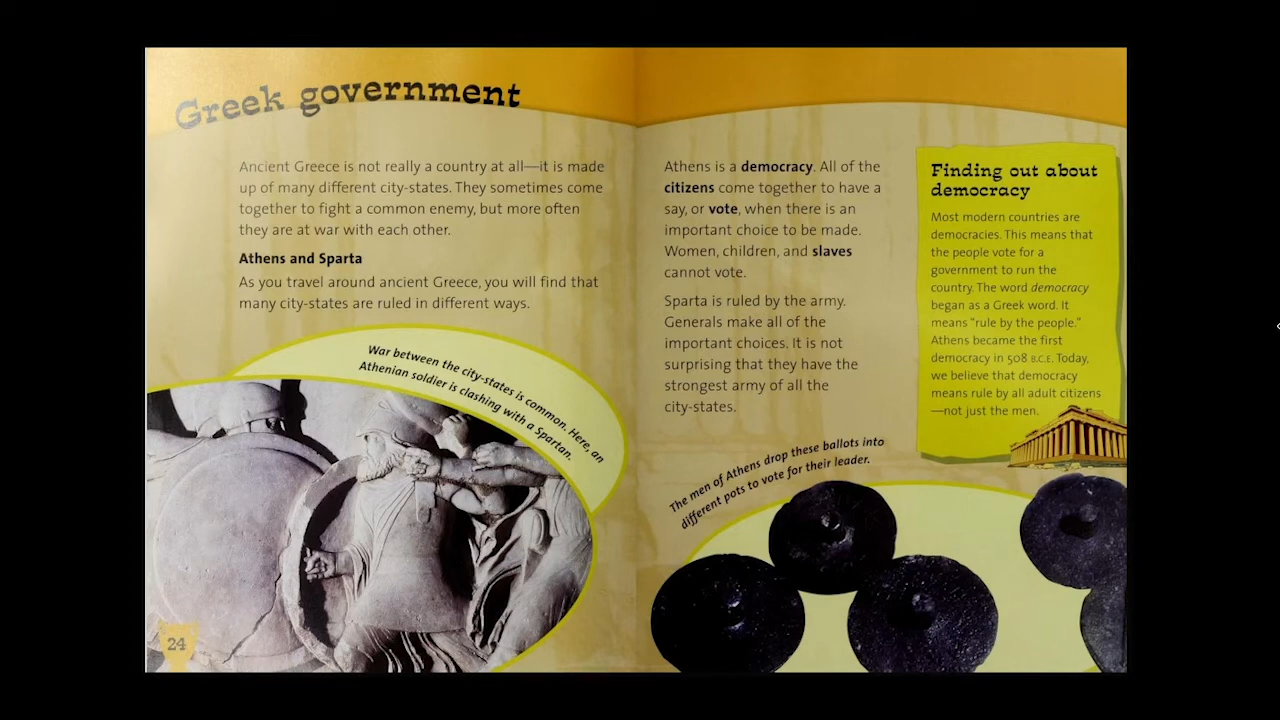 Greek government
Ancient Greece is not really a country at all—it is made
up of many different city-states. They sometimes come
together to fight a common enemy, but more often
they are at war with each other.
Athens and Sparta
As you travel around ancient Greece, you will find that
many city-states are ruled in different ways.
War between the city-states is common. Here, an
Athenian soldier is clashing with a Spartan.
24
Athens is a democracy. All of the
citizens come together to have a
say, or vote, when there is an
important choice to be made.
Women, children, and slaves
cannot vote.
Sparta is ruled by the army.
Generals make all of the
important choices. It is not
surprising that they have the
strongest army of all the
city-states.
The men of Athens drop these ballots into
different pots to vote for their leader.
Finding out about
democracy
Most modern countries are
democracies. This means that
the people vote for a
government to run the
country. The word democracy
began as a Greek word. It
means “rule by the people.”
Athens became the first
democracy in 508 B.C.E. Today,
we believe that democracy
means rule by all adult citizens
—not just the men.